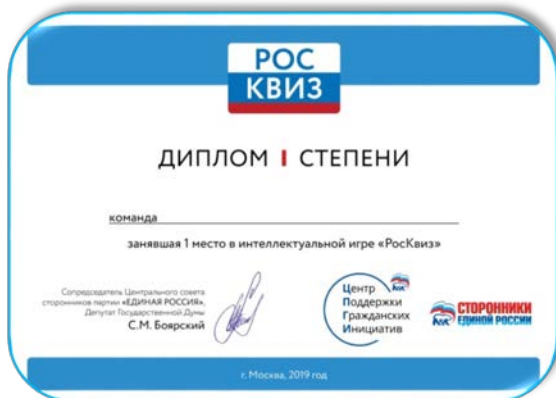 РОС
КВИЗ
ДИПЛОМ I СТЕПЕНИ
команда
занявшая 1 место в интеллектуальной игре «РосКвиз»
Сопредседатель Центрального совета
сторонников партии «ЕДИНАЯ РОССИЯ»,
Депутат Государственной Думы
С.М. Боярский
Центр
Поддержки
Гражданских
Инициатив
СТОРОННИКИ
ЕДИНОЙ РОССИИ
г. Москва, 2019 год